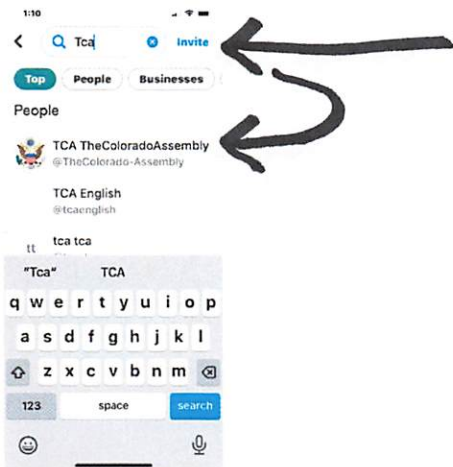 1:10
Tca
Invite
Top People Businesses
People
TCA TheColoradoAssembly
@TheColorado-Assembly
TCA English
@tcaenglish
tt tca tca
"Tca" TCA
q w e r t y u i o p
a s d f g h j k l
z x c v b n m
123 space search